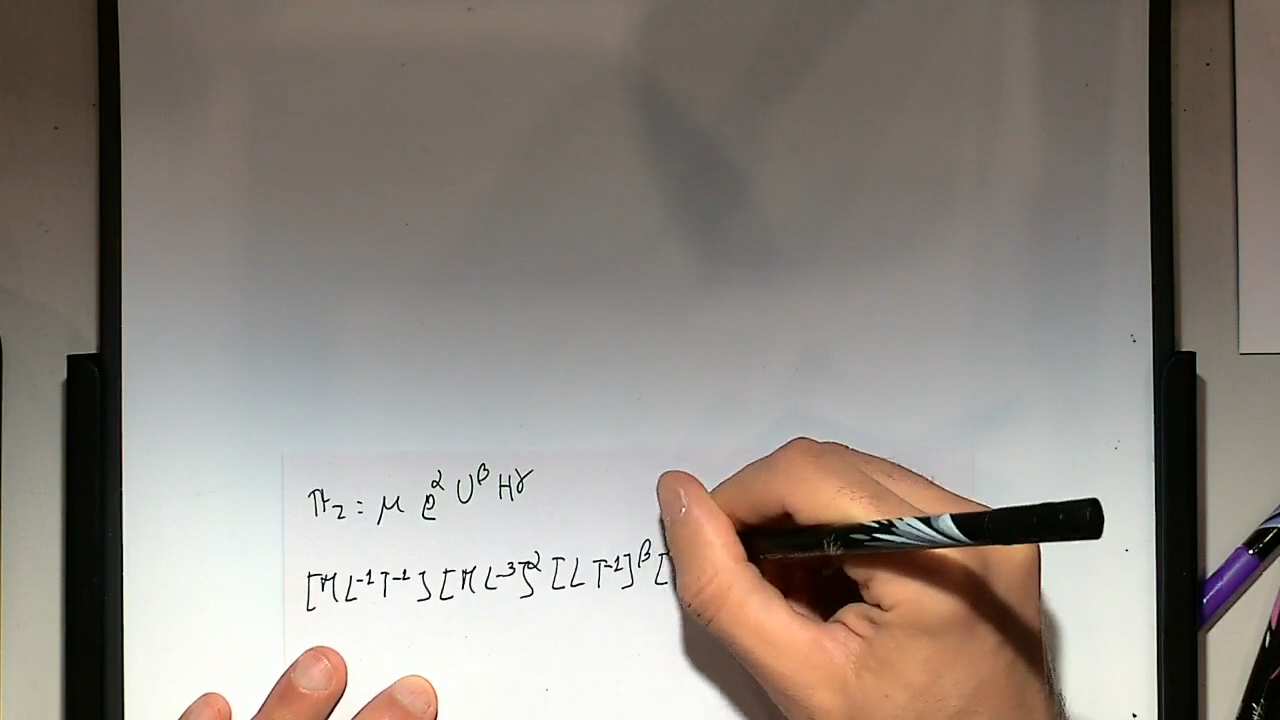 π₂ = μ ρ^α U^β H^γ
[M L⁻¹ T⁻¹] [M L⁻³]^α [L T⁻¹]^β [